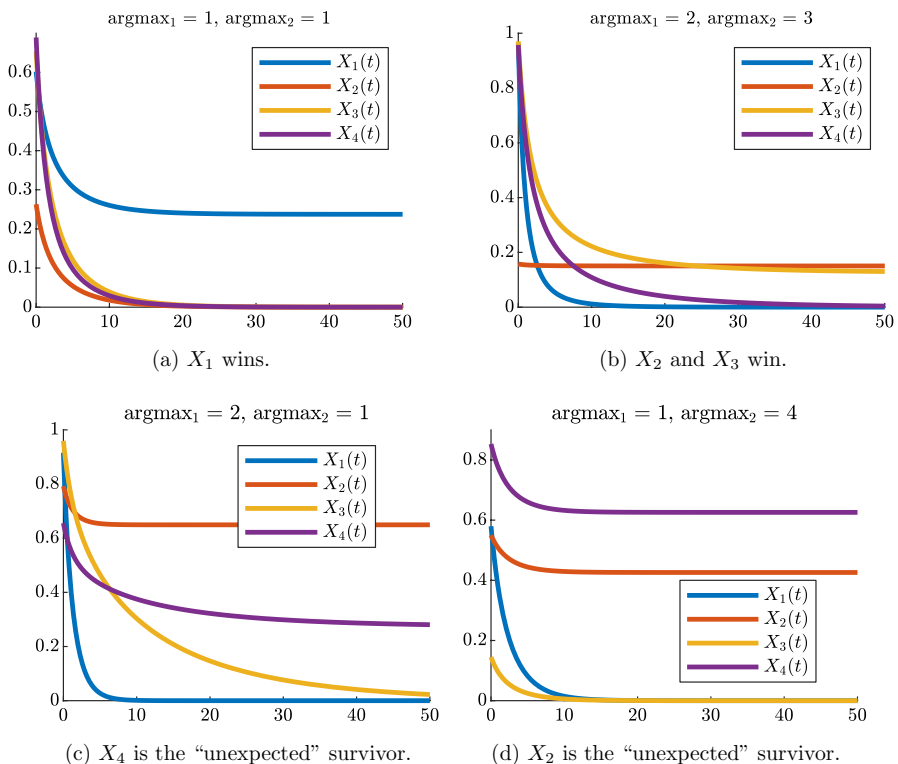 argmax₁ = 1, argmax₂ = 1
0.6
0.4
0.3
0.2
0.1
0
0 10 20 30 40 50
X₁(t)
X₂(t)
X₃(t)
X₄(t)
(a) X₁ wins.
argmax₁ = 2, argmax₂ = 3
1
0.8
0.6
0.4
0.2
0
0 10 20 30 40 50
X₁(t)
X₂(t)
X₃(t)
X₄(t)
(b) X₂ and X₃ win.
argmax₁ = 2, argmax₂ = 1
1
0.8
0.6
0.4
0.2
0
0 10 20 30 40 50
X₁(t)
X₂(t)
X₃(t)
X₄(t)
(c) X₄ is the “unexpected” survivor.
argmax₁ = 1, argmax₂ = 4
0.8
0.6
0.4
0.2
0
0 10 20 30 40 50
X₁(t)
X₂(t)
X₃(t)
X₄(t)
(d) X₂ is the “unexpected” survivor.